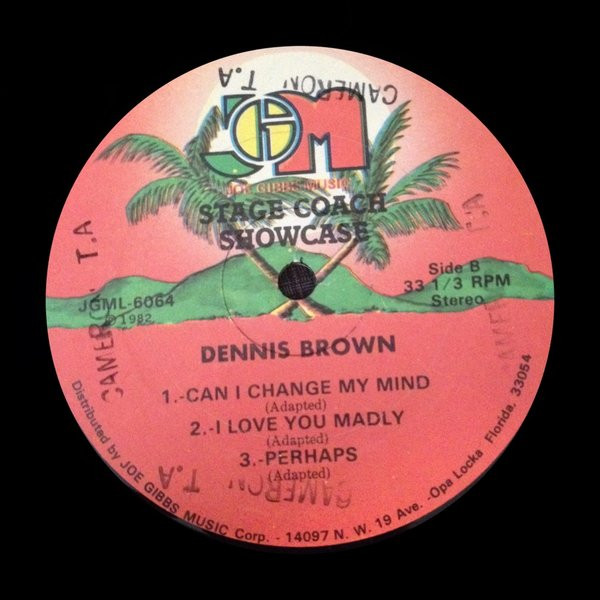 CAMERON T.A
JGM
JOE GIBBS MUSIC
STAGE COACH
SHOWCASE
T.A
CAMERON T.A
JGML-6064
℗1982
Side B
33 1/3 RPM
Stereo
DENNIS BROWN
1.-CAN I CHANGE MY MIND
(Adapted)
2.-I LOVE YOU MADLY
(Adapted)
3.-PERHAPS
(Adapted)
CAMERON T.A
CAMERON
Distributed by JOE GIBBS MUSIC Corp. - 14097 N. W. 19 Ave. -Opa Locka Florida, 33054